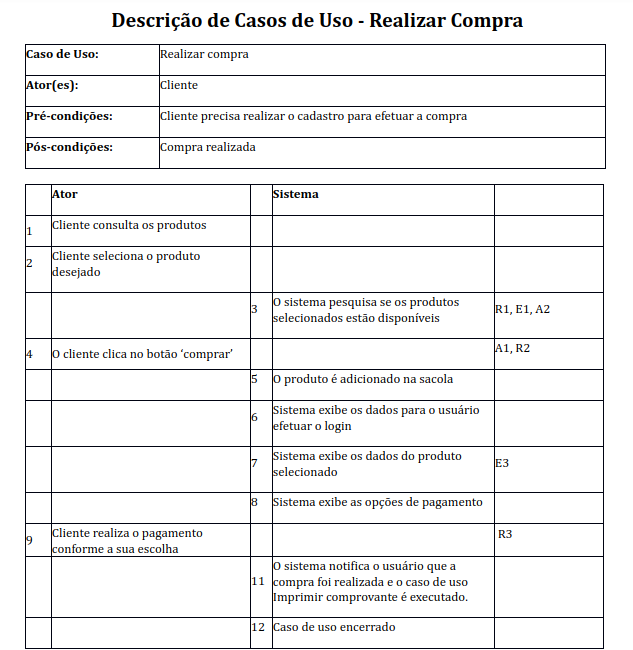 Descrição de Casos de Uso - Realizar Compra
Caso de Uso: Realizar compra
Ator(es): Cliente
Pré-condições: Cliente precisa realizar o cadastro para efetuar a compra
Pós-condições: Compra realizada
Ator Sistema
1 Cliente consulta os produtos
2 Cliente seleciona o produto
desejado
3 O sistema pesquisa se os produtos
selecionados estão disponíveis
R1, E1, A2
4 O cliente clica no botão ‘comprar’ A1, R2
5 O produto é adicionado na sacola
6 Sistema exibe os dados para o usuário
efetuar o login
7 Sistema exibe os dados do produto
selecionado
E3
8 Sistema exibe as opções de pagamento
9 Cliente realiza o pagamento
conforme a sua escolha
R3
11 O sistema notifica o usuário que a
compra foi realizada e o caso de uso
Imprimir comprovante é executado.
12 Caso de uso encerrado